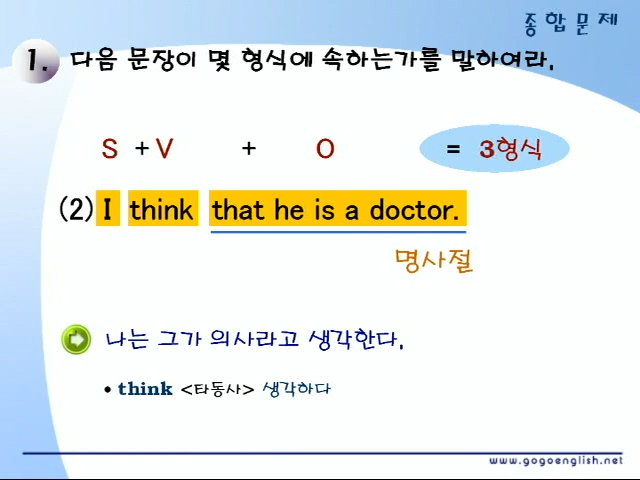 종합문제
1. 다음 문장이 몇 형식에 속하는가를 말하여라.
S + V + O = 3형식
(2) I think that he is a doctor.
명사절
나는 그가 의사라고 생각한다.
• think <타동사> 생각하다
www.gogoenglish.net